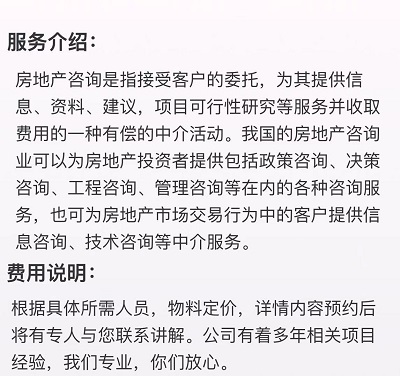 服务介绍：
房地产咨询是指接受客户的委托，为其提供信
息、资料、建议，项目可行性研究等服务并收取
费用的一种有偿的中介活动。我国的房地产咨询
业可以为房地产投资者提供包括政策咨询、决策
咨询、工程咨询、管理咨询等在内的各种咨询服
务，也可为房地产市场交易行为中的客户提供信
息咨询、技术咨询等中介服务。
费用说明：
根据具体所需人员，物料定价，详情内容预约后
将有专人与您联系讲解。公司有着多年相关项目
经验，我们专业，你们放心。